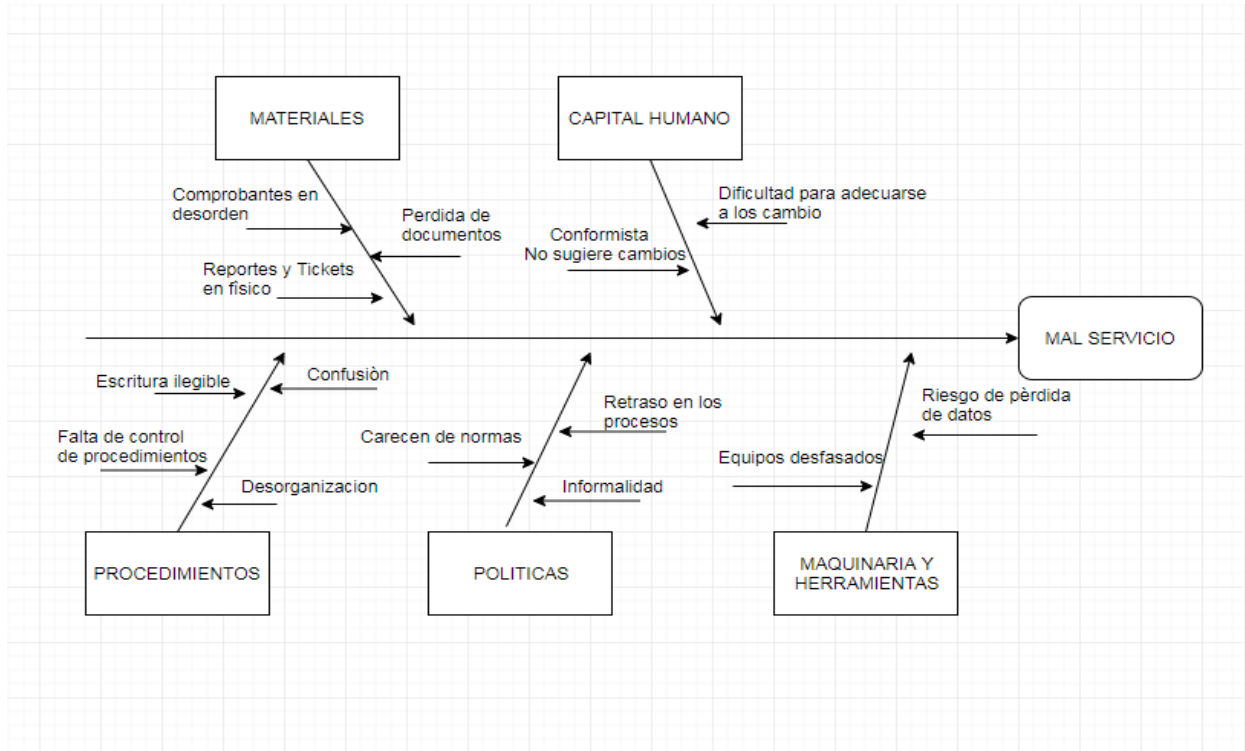 MATERIALES
CAPITAL HUMANO
Comprobantes en
desorden
Perdida de
documentos
Reportes y Tickets
en fîsico
Dificultad para adecuarse
a los cambio
Conformista
No sugiere cambios
MAL SERVICIO
Escritura ilegible
Confusiòn
Falta de control
de procedimientos
Desorganizacion
Retraso en los
procesos
Carecen de normas
Informalidad
Riesgo de pèrdida
de datos
Equipos desfasados
PROCEDIMIENTOS
POLITICAS
MAQUINARIA Y
HERRAMIENTAS